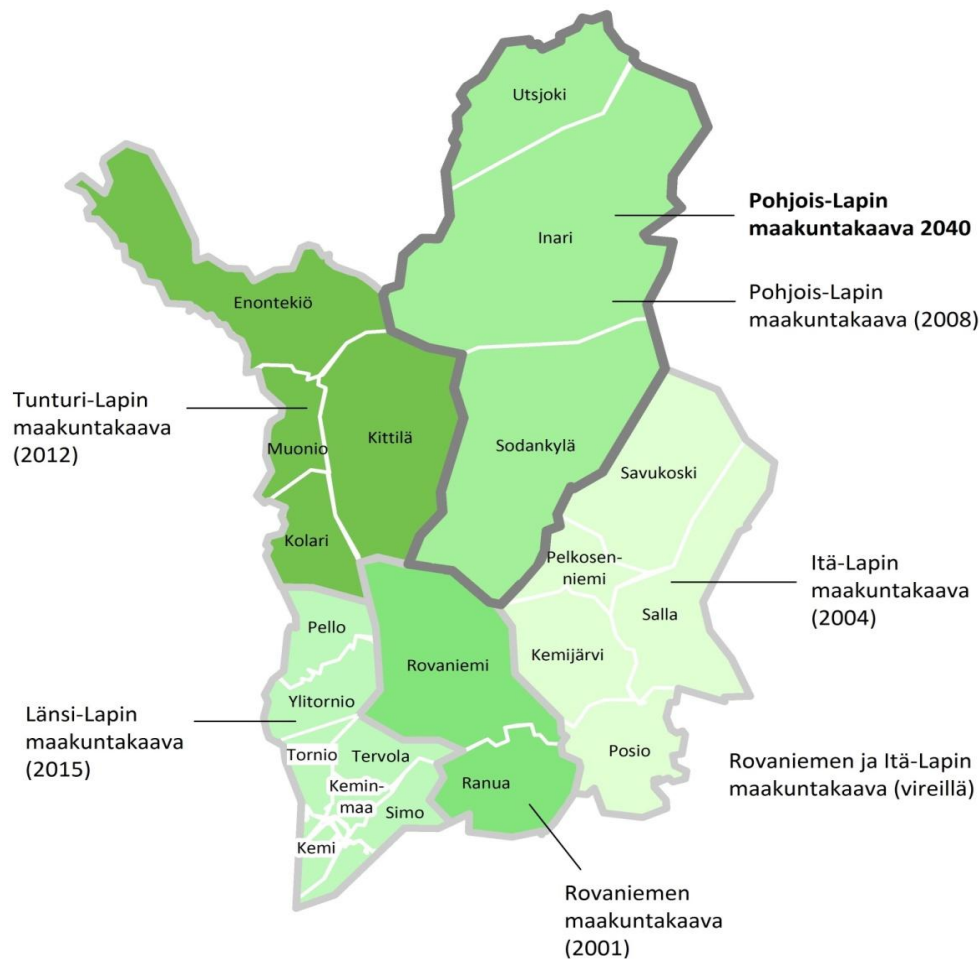 Utsjoki
Inari
Pohjois-Lapin
maakuntakaava 2040
Pohjois-Lapin
maakuntakaava (2008)
Enontekiö
Tunturi-Lapin
maakuntakaava
(2012)
Muonio
Kittilä
Sodankylä
Savukoski
Kolari
Pelkosen-
niemi
Itä-Lapin
maakuntakaava
(2004)
Salla
Pello
Rovaniemi
Kemijärvi
Ylitornio
Länsi-Lapin
maakuntakaava
(2015)
Tornio
Tervola
Posio
Rovaniemen ja Itä-Lapin
maakuntakaava (vireillä)
Kemin-
maa
Ranua
Simo
Kemi
Rovaniemen
maakuntakaava
(2001)